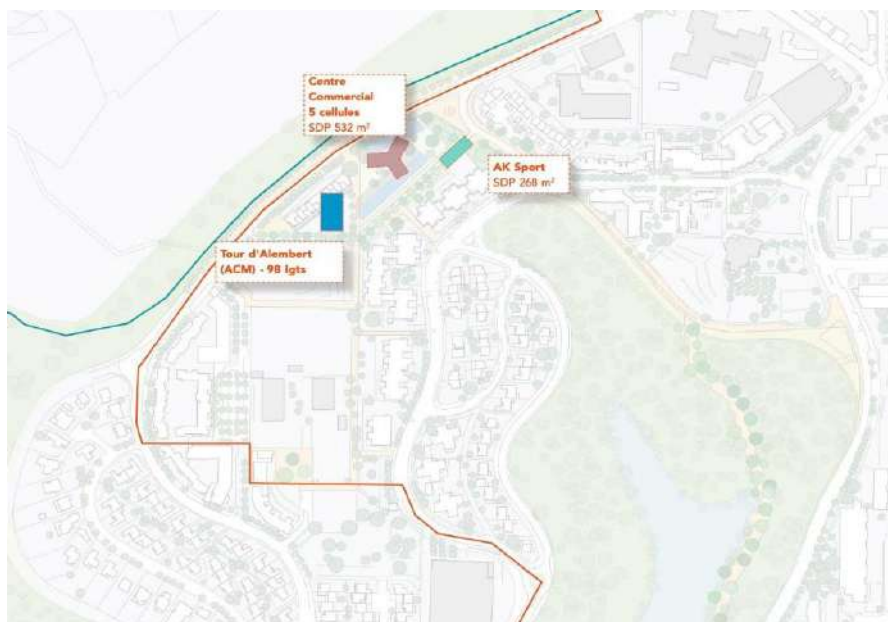 Centre
Commercial
5 cellules
SDP 532 m²
AK Sport
SDP 268 m²
Tour d'Alembert
(ACM) - 98 lgts